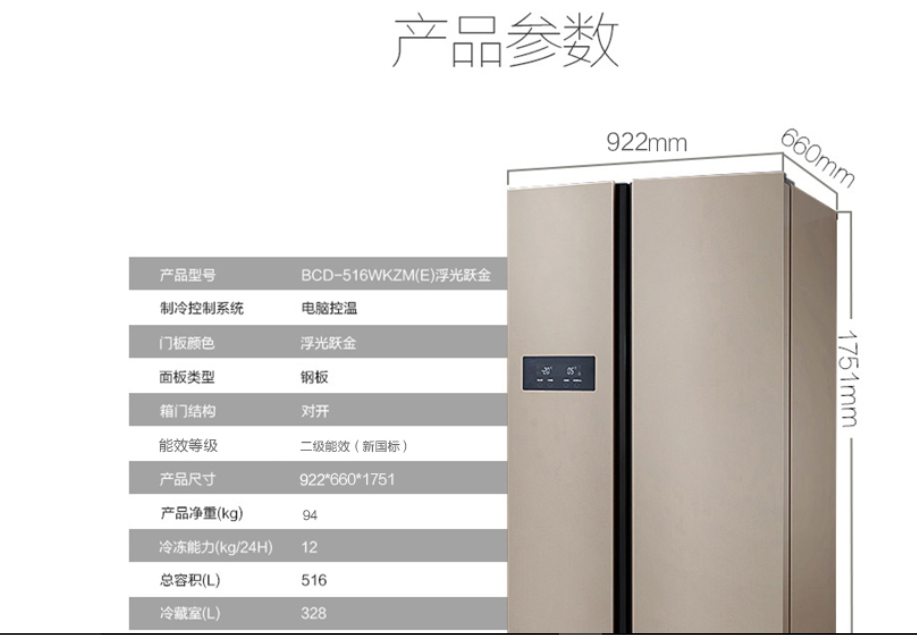 产品参数
922mm
660mm
1751mm
产品型号 BCD-516WKZM(E)浮光跃金
制冷控制系统 电脑控温
门板颜色 浮光跃金
面板类型 钢板
箱门结构 对开
能效等级 二级能效（新国标）
产品尺寸 922*660*1751
产品净重(kg) 94
冷冻能力(kg/24H) 12
总容积(L) 516
冷藏室(L) 328